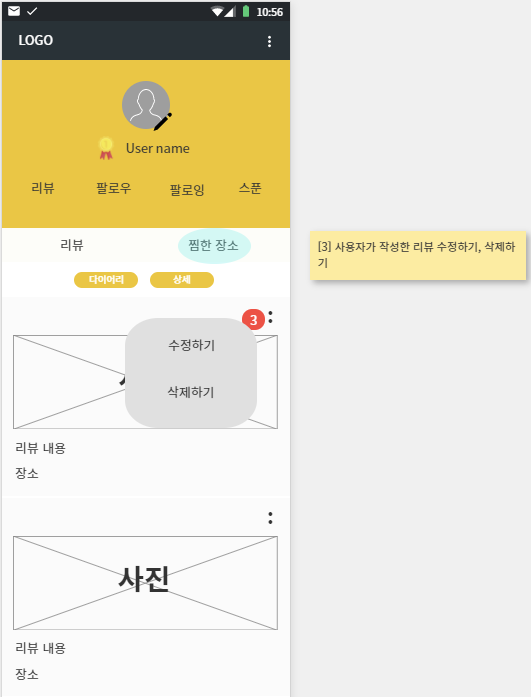 10:56
LOGO
User name
리뷰 팔로우 팔로잉 스푼
리뷰 찜한 장소
다이어리 상세
3
수정하기
삭제하기
리뷰 내용
장소
사진
리뷰 내용
장소
[3] 사용자가 작성한 리뷰 수정하기, 삭제하
기